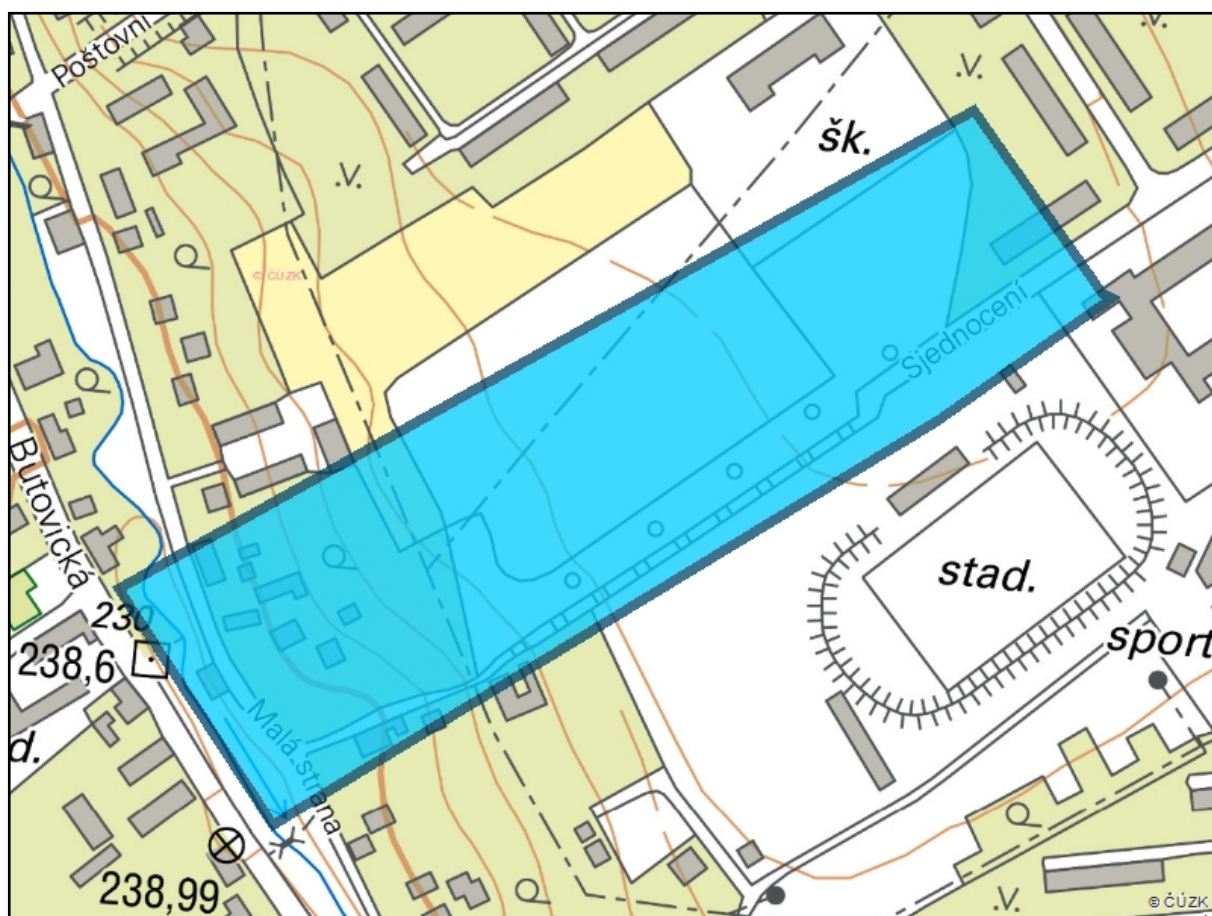 Poštovní
.V.
.V.
.V.
šk.
© ČÚZK
Sjednocení
Butovická
230
238,6
stad.
sport
d.
Malá strana
238,99
.V.
© ČÚZK